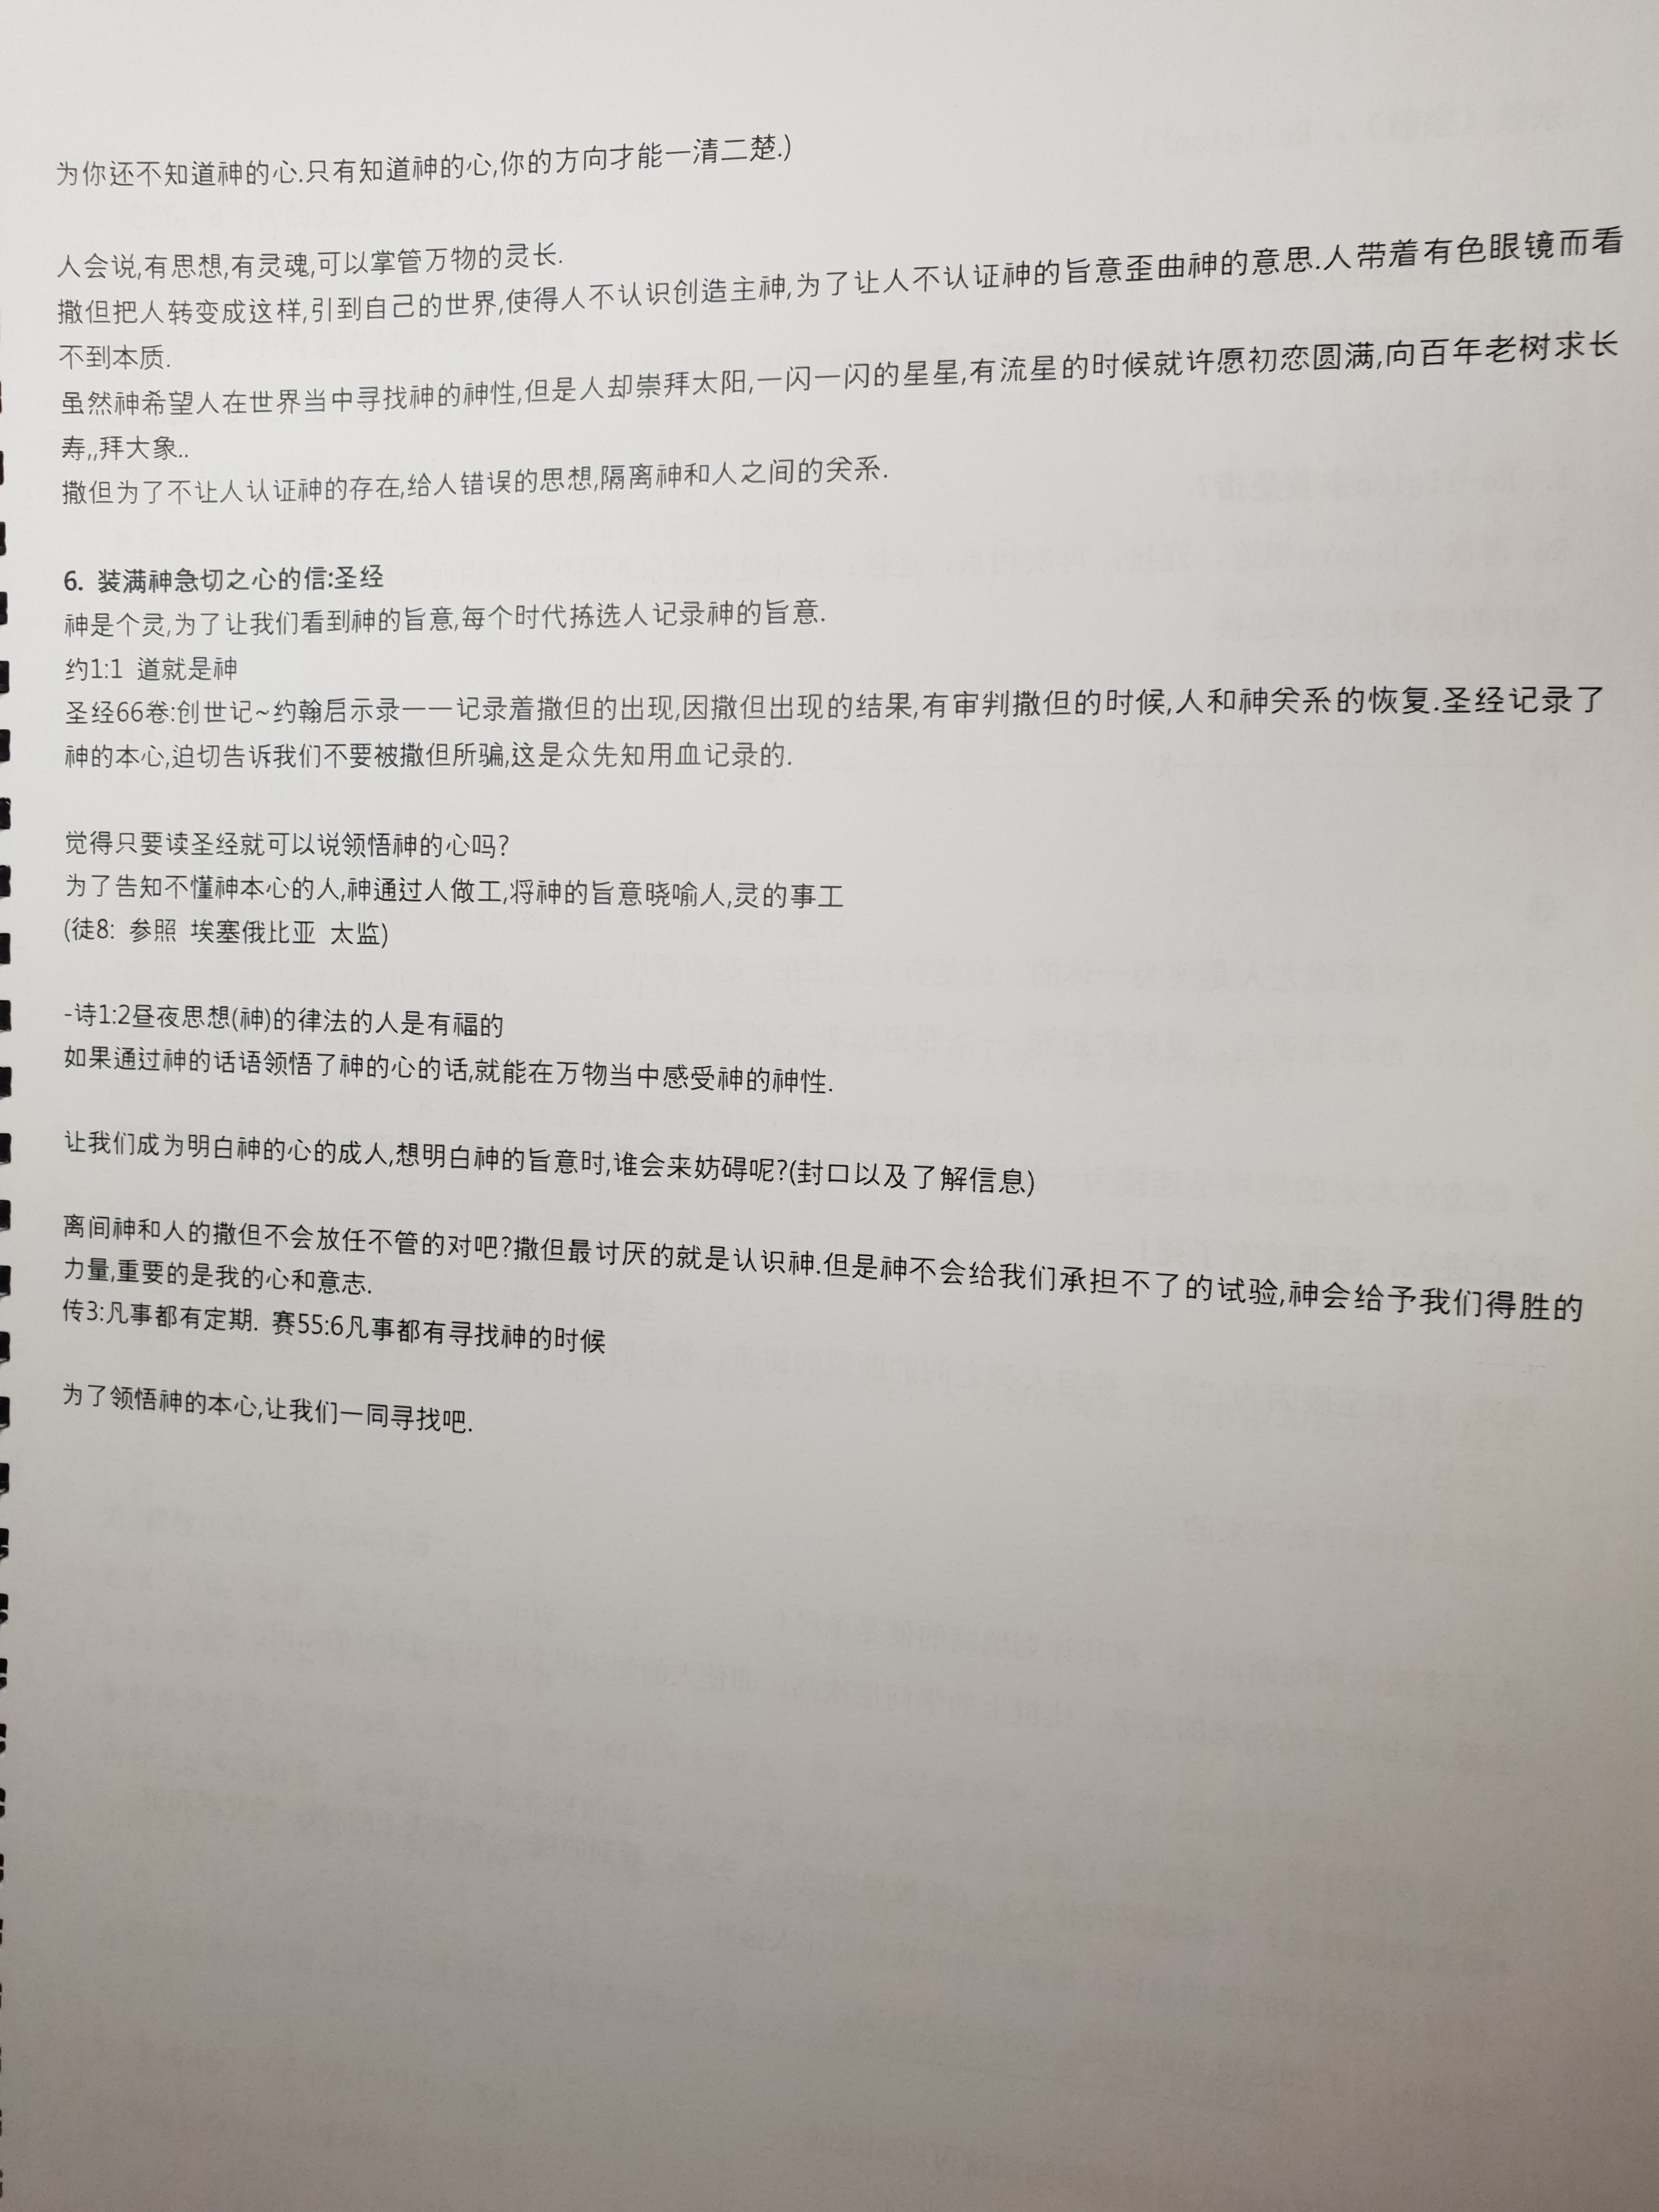 为你还不知道神的心.只有知道神的心,你的方向才能一清二楚.)
人会说,有思想,有灵魂,可以掌管万物的灵长.
撒但把人转变成这样,引到自己的世界,使得人不认识创造主神,为了让人不认证神的旨意歪曲神的意思.人带着有色眼镜而看
不到本质.
虽然神希望人在世界当中寻找神的神性,但是人却崇拜太阳,一闪一闪的星星,有流星的时候就许愿初恋圆满,向百年老树求长
寿,,拜大象..
撒但为了不让人认证神的存在,给人错误的思想,隔离神和人之间的关系.
6. 装满神急切之心的信:圣经
神是个灵,为了让我们看到神的旨意,每个时代拣选人记录神的旨意.
约1:1 道就是神
圣经66卷:创世记~约翰启示录——记录着撒但的出现,因撒但出现的结果,有审判撒但的时候,人和神关系的恢复.圣经记录了
神的本心,迫切告诉我们不要被撒但所骗,这是众先知用血记录的.
觉得只要读圣经就可以说领悟神的心吗?
为了告知不懂神本心的人,神通过人做工,将神的旨意晓喻人,灵的事工
(徒8: 参照 埃塞俄比亚 太监)
-诗1:2昼夜思想(神)的律法的人是有福的
如果通过神的话语领悟了神的心的话,就能在万物当中感受神的神性.
让我们成为明白神的心的成人,想明白神的旨意时,谁会来妨碍呢?(封口以及了解信息)
离间神和人的撒但不会放任不管的对吧?撒但最讨厌的就是认识神.但是神不会给我们承担不了的试验,神会给予我们得胜的
力量,重要的是我的心和意志.
传3:凡事都有定期. 赛55:6凡事都有寻找神的时候
为了领悟神的本心,让我们一同寻找吧.